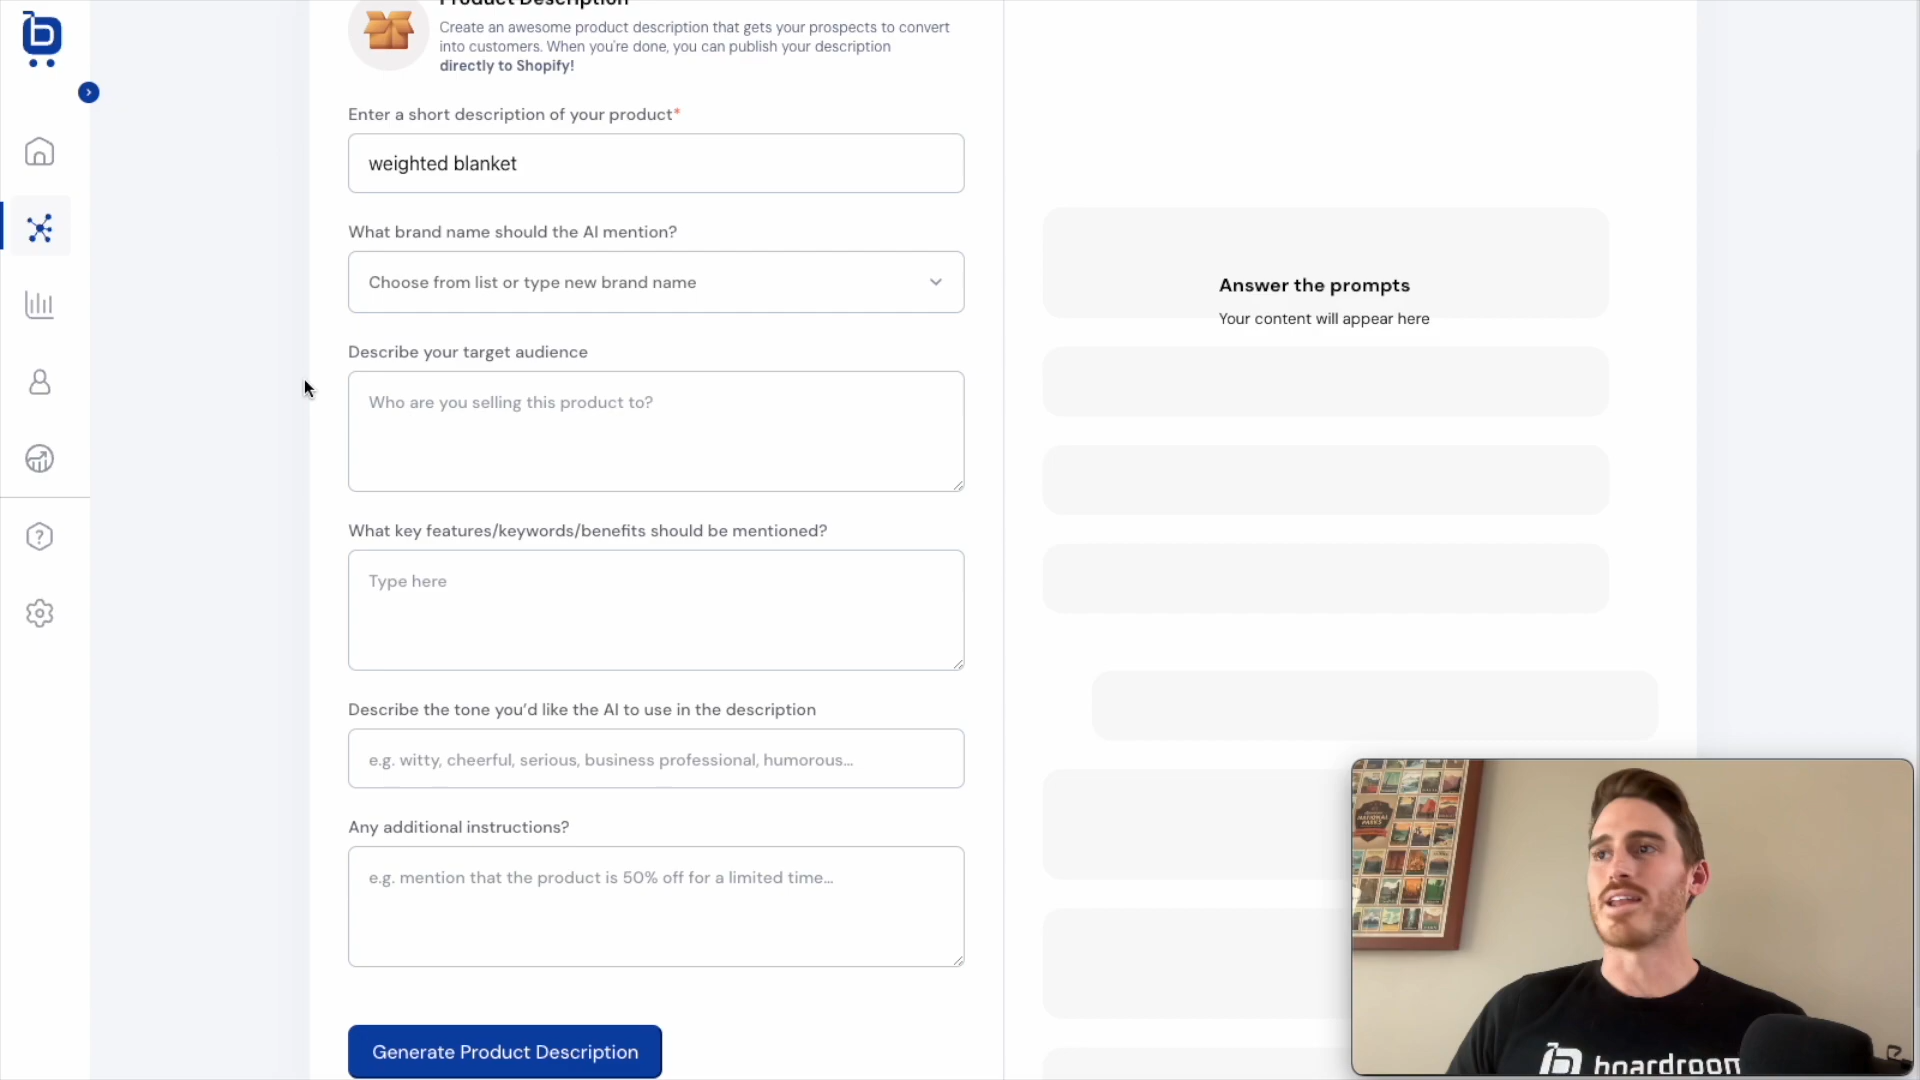 Product Description
Create an awesome product description that gets your prospects to convert
into customers. When you're done, you can publish your description
directly to Shopify!
Enter a short description of your product*
weighted blanket
What brand name should the AI mention?
Choose from list or type new brand name
Describe your target audience
Who are you selling this product to?
What key features/keywords/benefits should be mentioned?
Type here
Describe the tone you’d like the AI to use in the description
e.g. witty, cheerful, serious, business professional, humorous...
Any additional instructions?
e.g. mention that the product is 50% off for a limited time...
Generate Product Description
Answer the prompts
Your content will appear here
NATIONAL
PARKS
boardroom